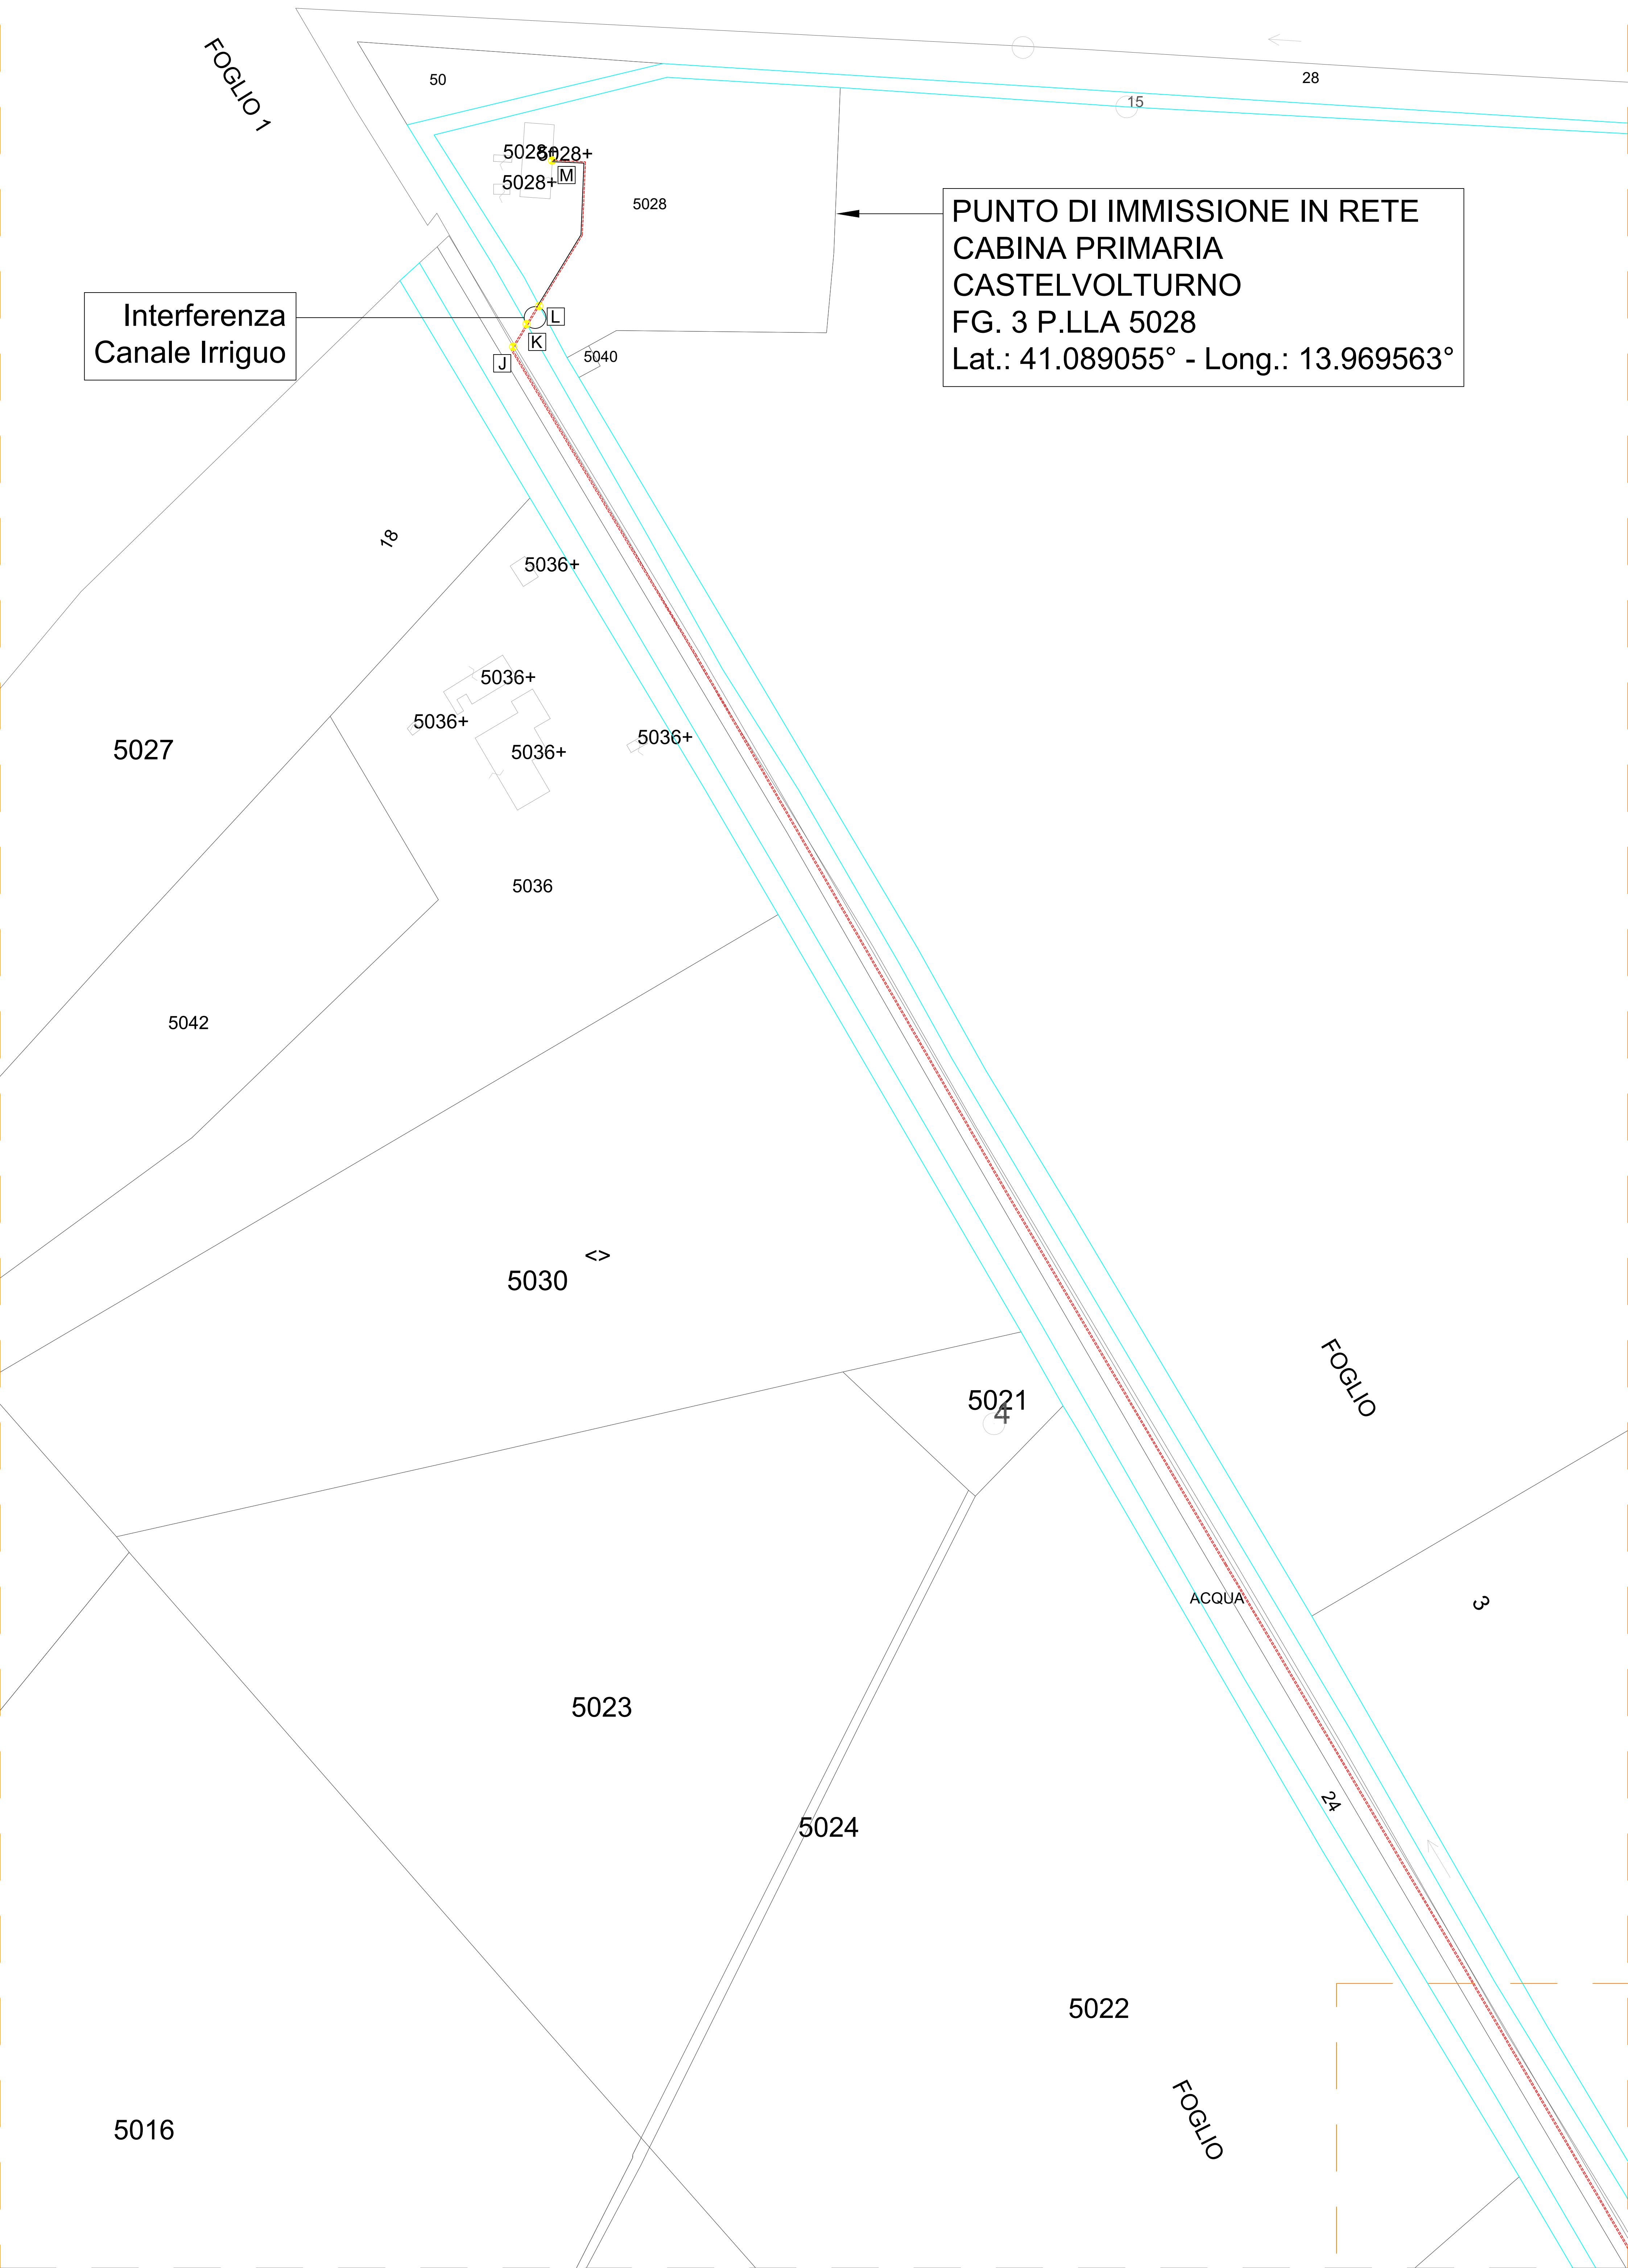 FOGLIO 1
50
28
15
5028+
5028+
M
5028+
5028
PUNTO DI IMMISSIONE IN RETE
CABINA PRIMARIA
CASTELVOLTURNO
FG. 3 P.LLA 5028
Lat.: 41.089055° - Long.: 13.969563°
Interferenza
Canale Irriguo
L
K
J
5040
18
5036+
5036+
5036+
5036+
5036+
5027
5036
5042
<>
5030
FOGLIO
5021
4
ACQUA
3
5023
24
5024
5022
FOGLIO
5016